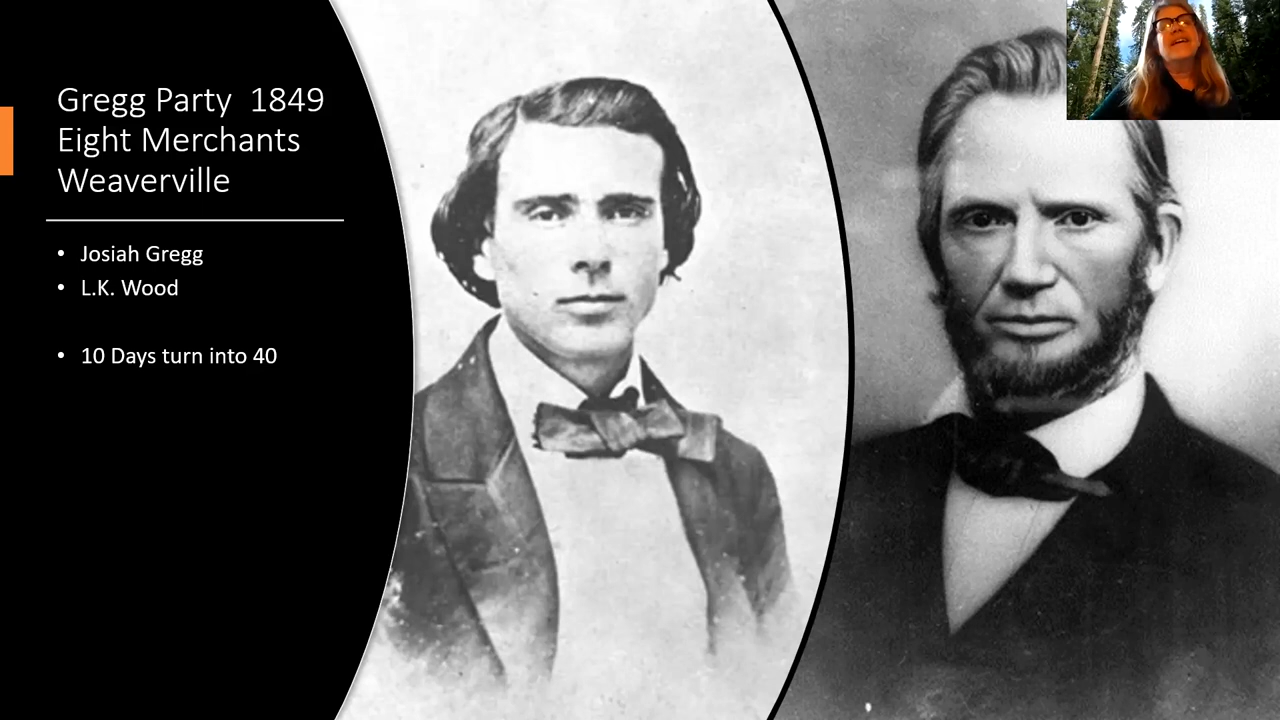 Gregg Party 1849
Eight Merchants
Weaverville
• Josiah Gregg
• L.K. Wood
• 10 Days turn into 40